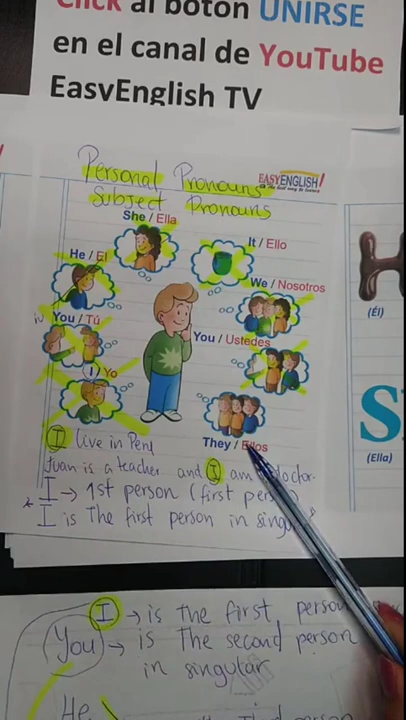 Click al botón UNIRSE
en el canal de YouTube
EasyEnglish TV
Personal Pronouns
EASYENGLISH!
Subject Pronouns
She / Ella
It / Ello
He / El
We / Nosotros
You / Tú
You / Ustedes
I / Yo
They / Ellos
(Él)
S
(Ella)
I live in Peru
Juan is a teacher and I am doctor
I → 1st person (first person
I is The first person in singular
I → is the first person
You → is The second person
in singular
He